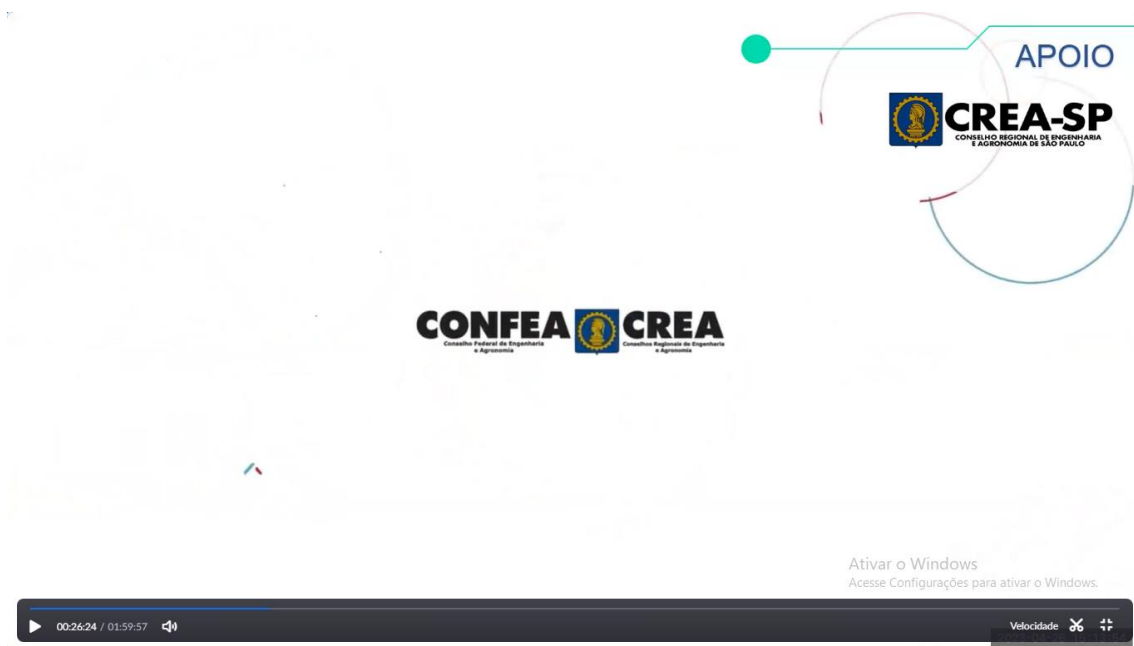 APOIO
CREA-SP
CONSELHO REGIONAL DE ENGENHARIA
E AGRONOMIA DE SÃO PAULO
CONFEA CREA
Conselho Federal de Engenharia
e Agronomia
Conselhos Regionais de Engenharia
e Agronomia
Ativar o Windows
Acesse Configurações para ativar o Windows.
00:26:24 / 01:59:57
Velocidade